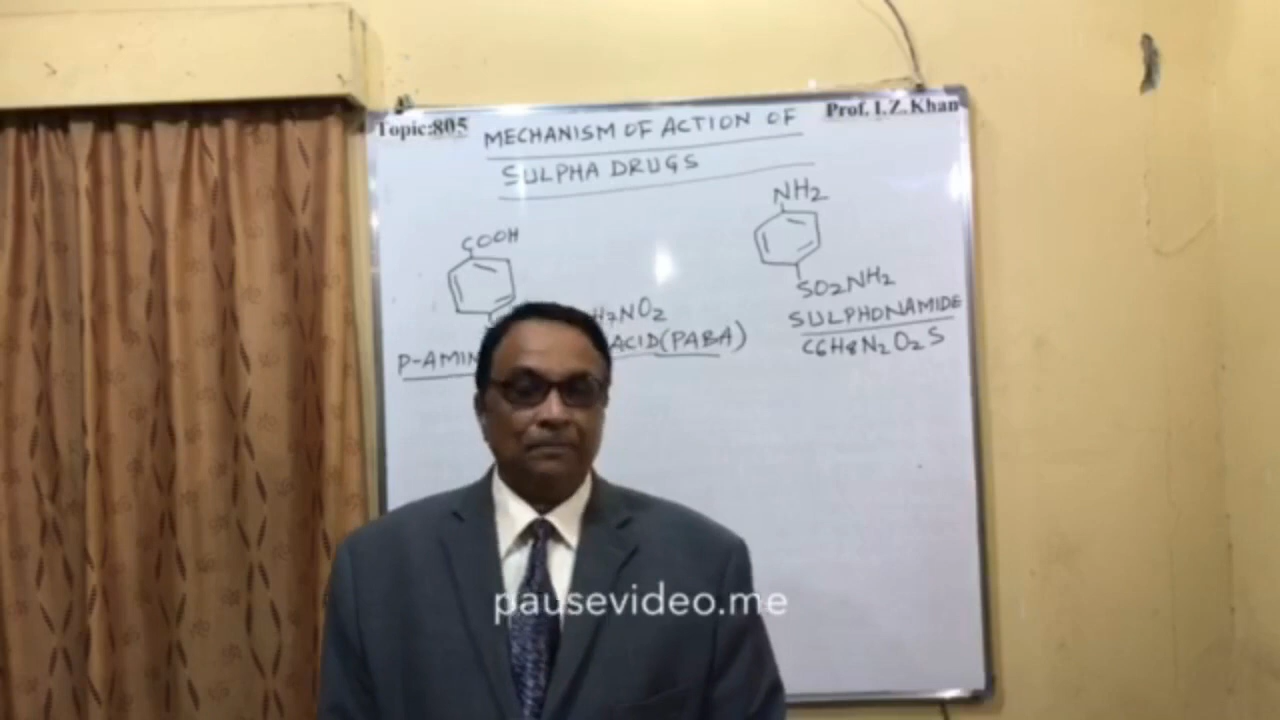 Topic:805
Prof. I.Z.Khan
MECHANISM OF ACTION OF
SULPHA DRUGS
COOH
H7NO2
P-AMIN ACID(PABA)
NH2
SO2NH2
SULPHONAMIDE
C6H8N2O2S
pausevideo.me